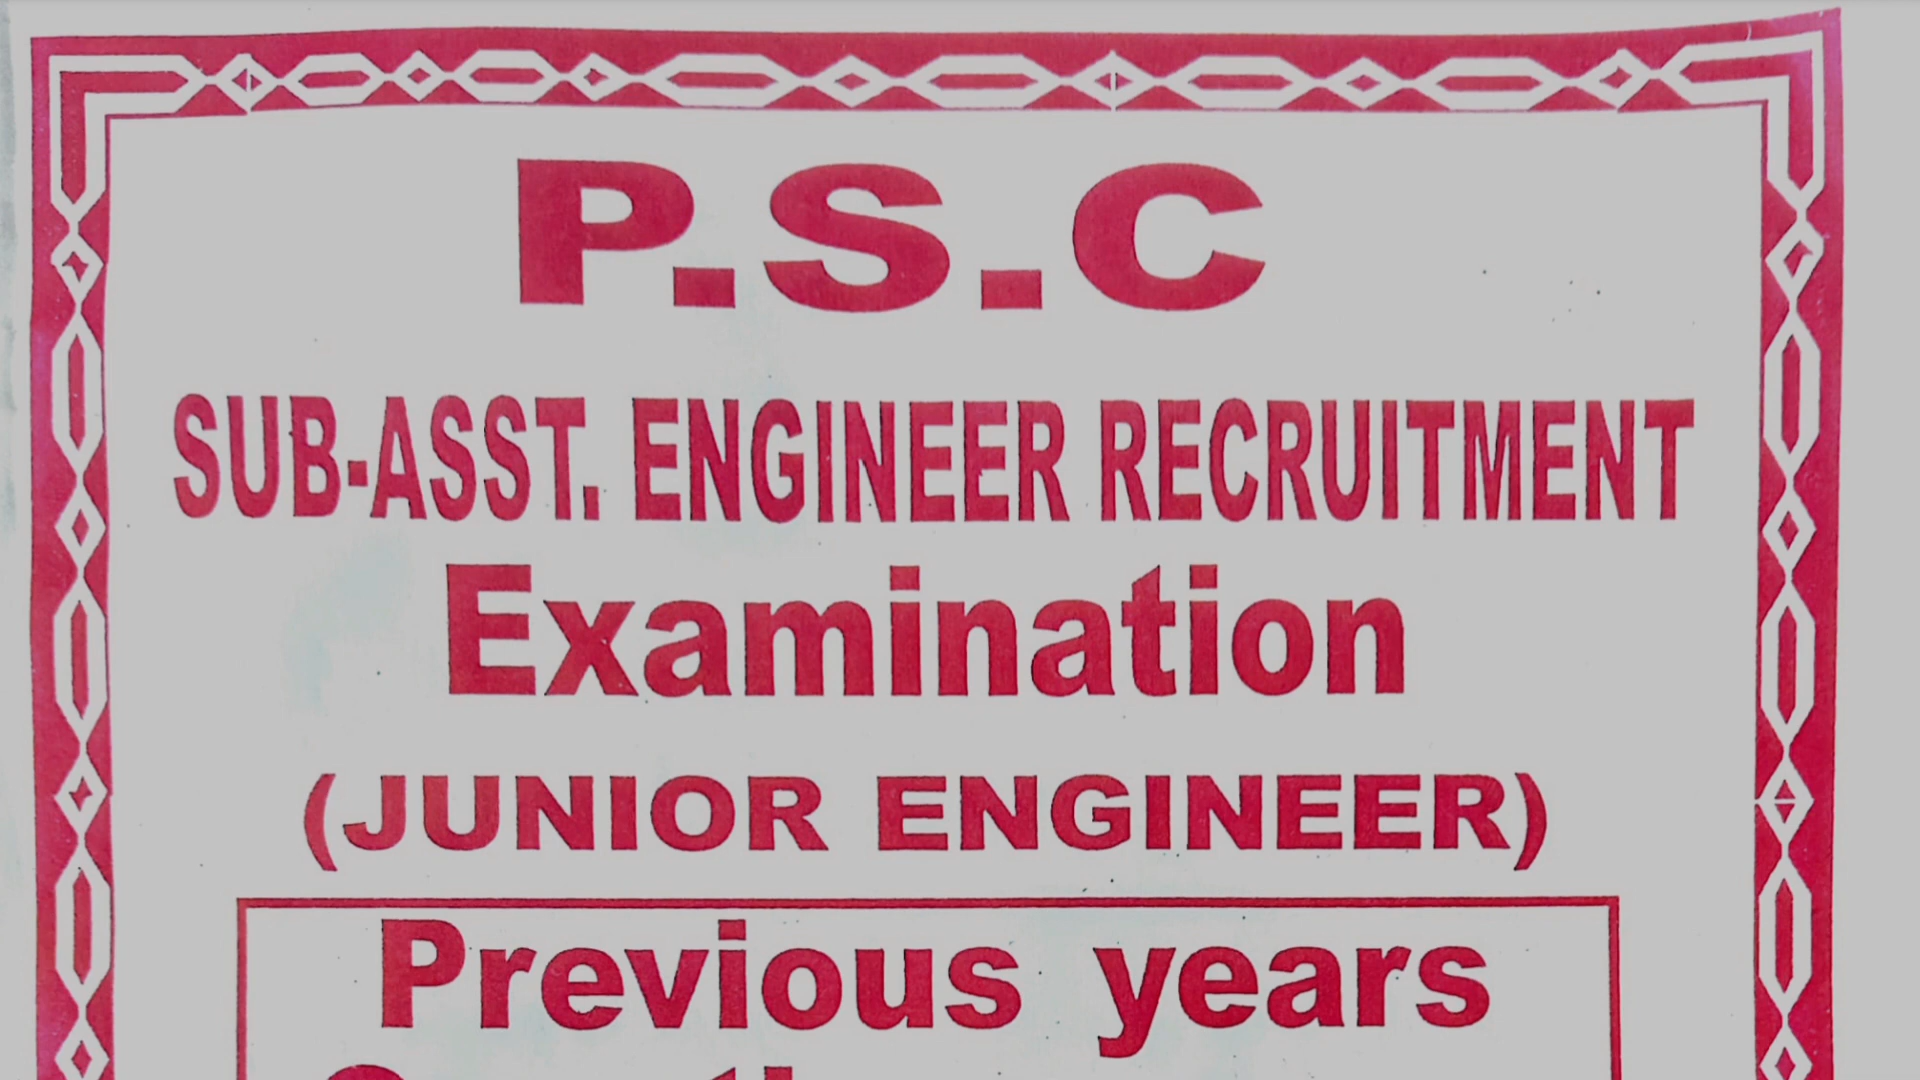 P.S.C
SUB-ASST. ENGINEER RECRUITMENT
Examination
(JUNIOR ENGINEER)
Previous years